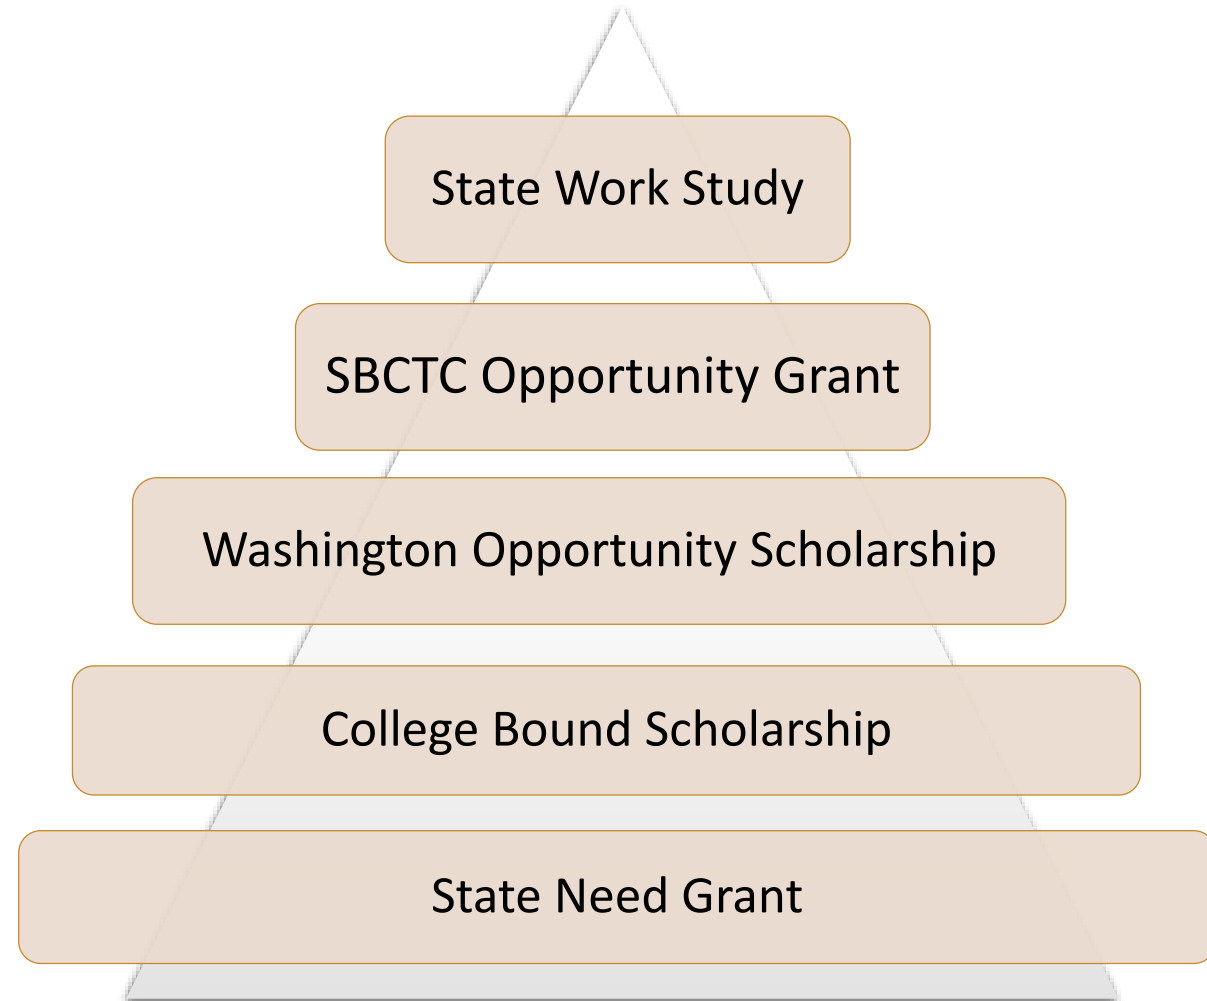 State Work Study
SBCTC Opportunity Grant
Washington Opportunity Scholarship
College Bound Scholarship
State Need Grant